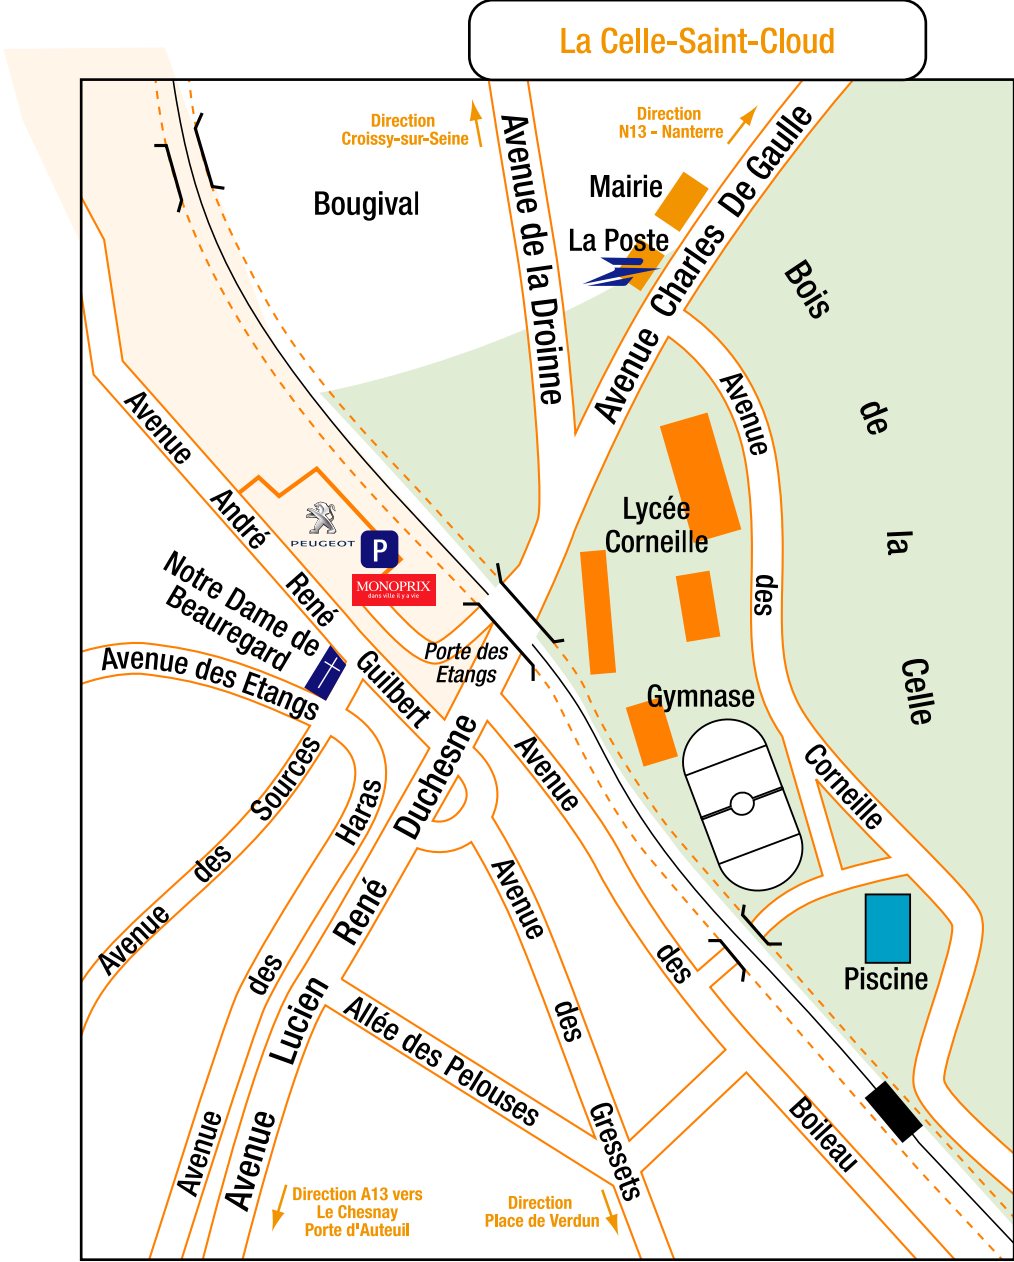 La Celle-Saint-Cloud
Direction
Croissy-sur-Seine
Direction
N13 - Nanterre
Avenue de la Droinne
Avenue Charles De Gaulle
Mairie
Bougival
La Poste
Bois
de
la
Celle
Avenue
des
Corneille
Avenue
André
René
Guilbert
PEUGEOT
P
MONOPRIX
dans ville il y a vie
Lycée
Corneille
Notre Dame de
Beauregard
Porte des
Etangs
Avenue des Etangs
Gymnase
Avenue
des
Sources
Avenue
des
Haras
Avenue
Lucien
René
Duchesne
Avenue
des
Boileau
Avenue
des
Gressets
Piscine
Allée des Pelouses
Direction A13 vers
Le Chesnay
Porte d'Auteuil
Direction
Place de Verdun